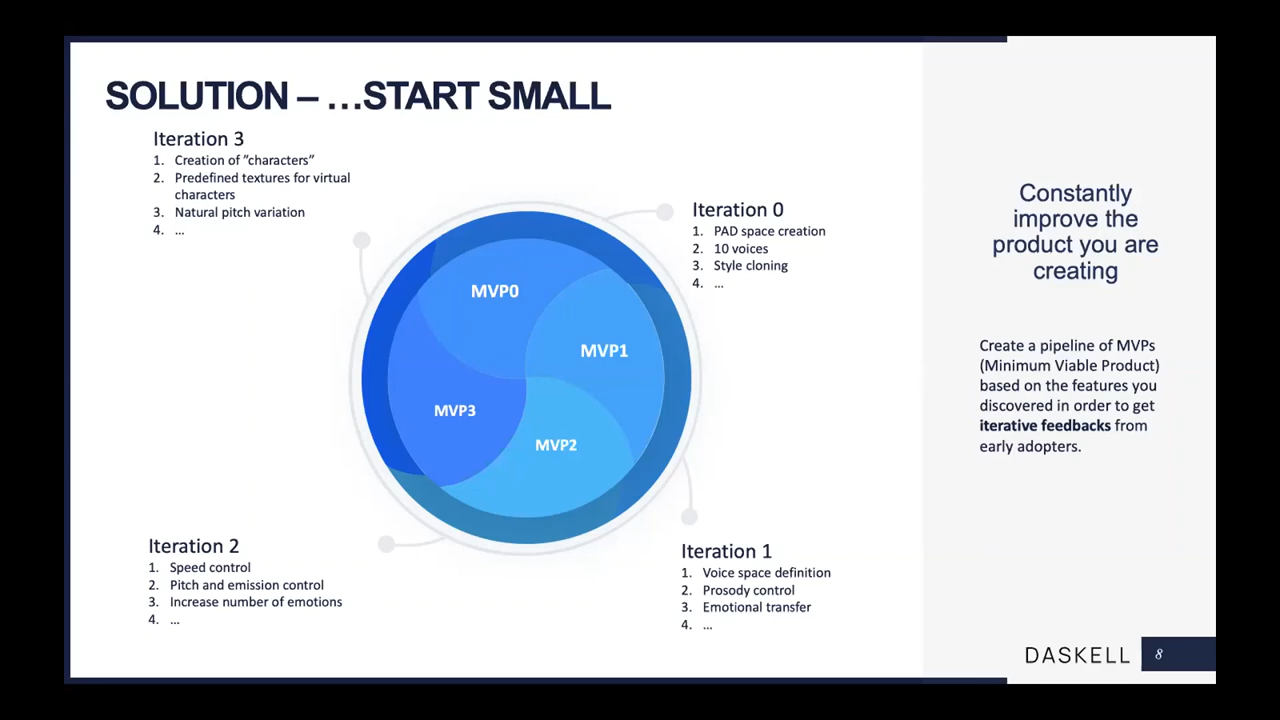 SOLUTION – …START SMALL
Iteration 3
1. Creation of ”characters”
2. Predefined textures for virtual
characters
3. Natural pitch variation
4. …
Iteration 0
1. PAD space creation
2. 10 voices
3. Style cloning
4. …
MVP0
MVP1
MVP3
MVP2
Iteration 2
1. Speed control
2. Pitch and emission control
3. Increase number of emotions
4. …
Iteration 1
1. Voice space definition
2. Prosody control
3. Emotional transfer
4. …
Constantly
improve the
product you are
creating
Create a pipeline of MVPs
(Minimum Viable Product)
based on the features you
discovered in order to get
iterative feedbacks from
early adopters.
DASKELL
8